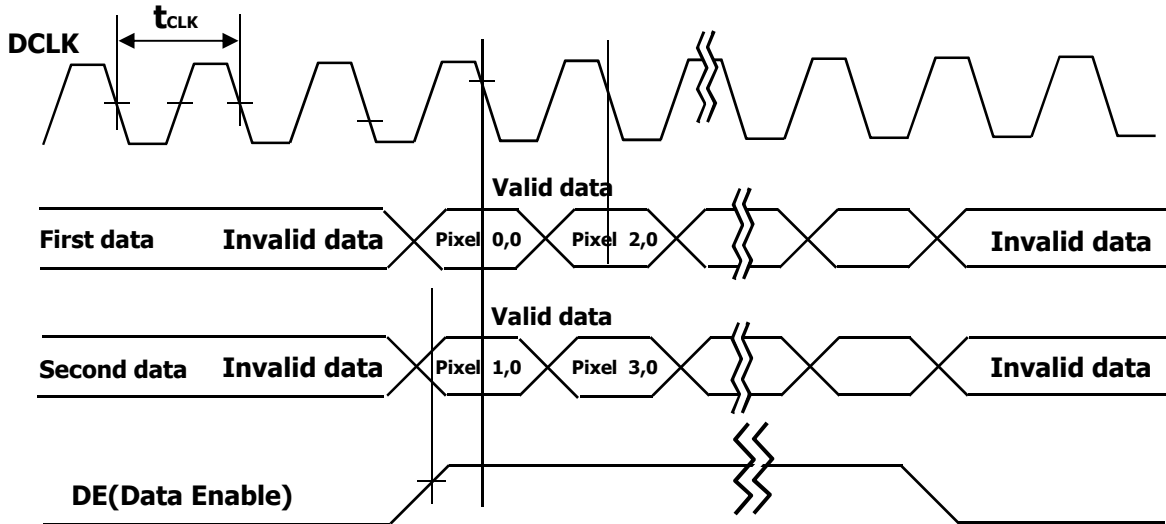 tCLK
DCLK
Valid data
First data Invalid data Pixel 0,0 Pixel 2,0 Invalid data
Valid data
Second data Invalid data Pixel 1,0 Pixel 3,0 Invalid data
DE(Data Enable)